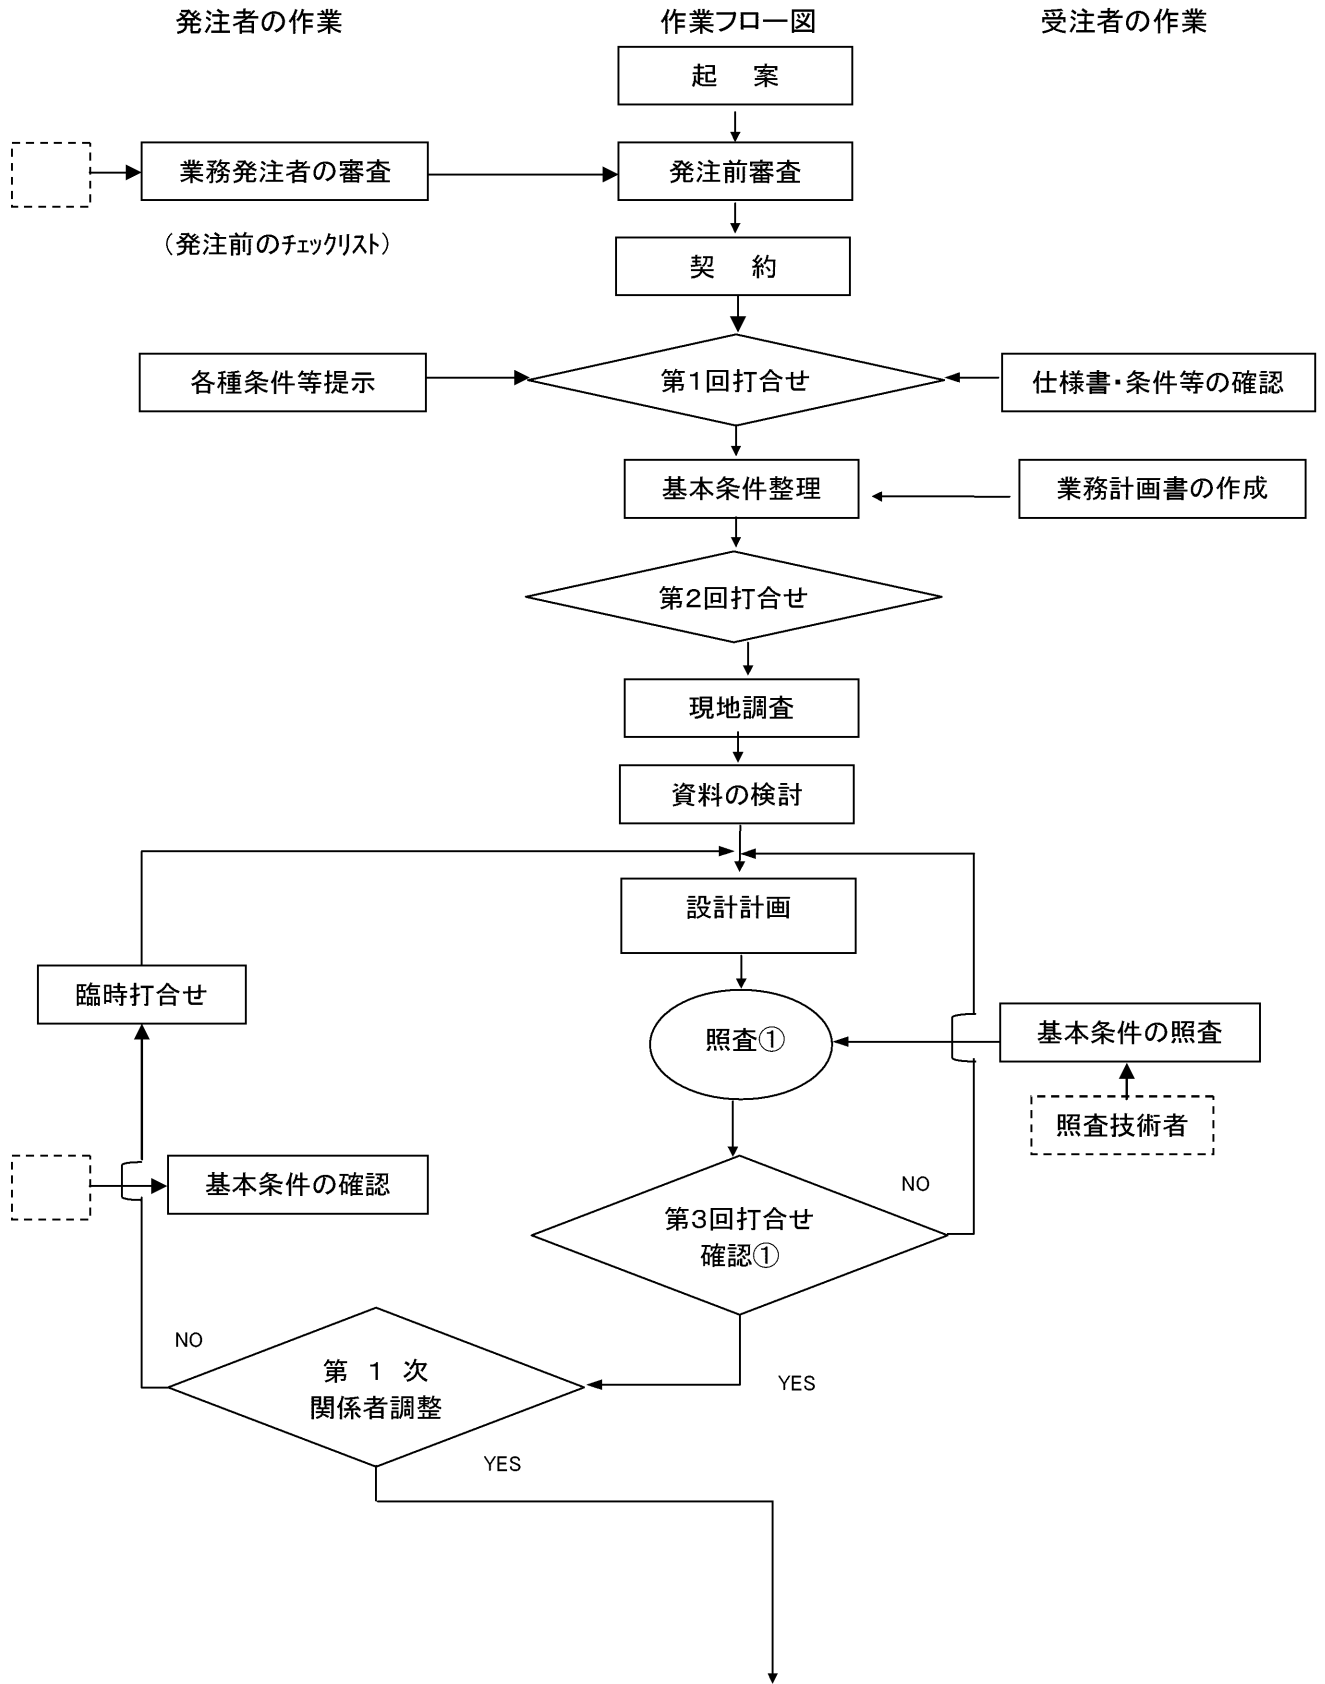 発注者の作業
作業フロー図
受注者の作業
起　案
業務発注者の審査
発注前審査
（発注前のﾁｪｯｸﾘｽﾄ）
契　約
各種条件等提示
第１回打合せ
仕様書・条件等の確認
基本条件整理
業務計画書の作成
第２回打合せ
現地調査
資料の検討
設計計画
臨時打合せ
照査①
基本条件の照査
照査技術者
基本条件の確認
NO
第３回打合せ
確認①
NO
第　１　次
関係者調整
YES
YES